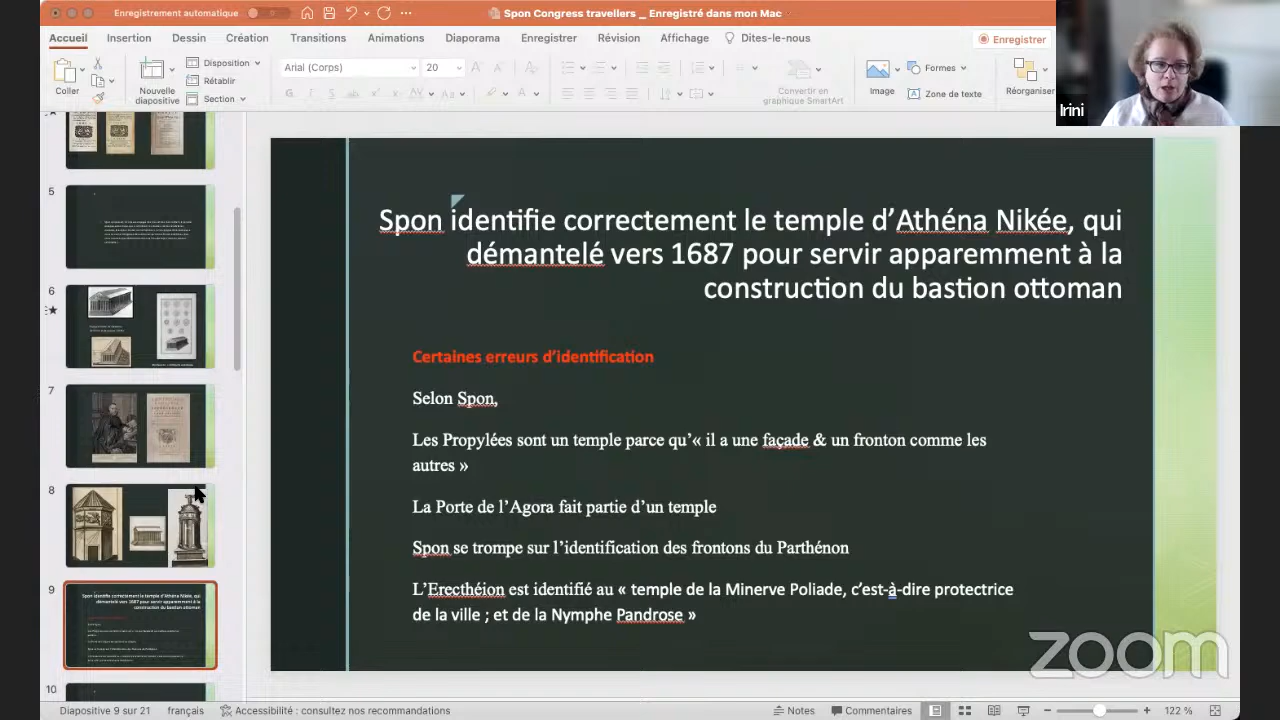 Enregistrement automatique
Spon Congress travellers _ Enregistré dans mon Mac
Accueil Insertion Dessin Création Transitions Animations Diaporama Enregistrer Révision Affichage Dites-le-nous
Enregistrer
Coller
Nouvelle diapositive
Disposition
Rétablir
Section
Arial (Corps) 20
Convertir en graphique SmartArt
Image
Formes
Zone de texte
Réorganiser
Irini
5
6
7
8
9
10
Spon identifie correctement le temple d'Athéna Nikée, qui
démantelé vers 1687 pour servir apparemment à la
construction du bastion ottoman
Certaines erreurs d'identification
Selon Spon,
Les Propylées sont un temple parce qu'« il a une façade & un fronton comme les
autres »
La Porte de l'Agora fait partie d'un temple
Spon se trompe sur l'identification des frontons du Parthénon
L'Erecthéion est identifié au « temple de la Minerve Poliade c'est-à dire protectrice
de la ville ; et de la Nymphe Pandrose »
zoom
Diapositive 9 sur 21 français Accessibilité : consultez nos recommandations
Notes Commentaires 122 %